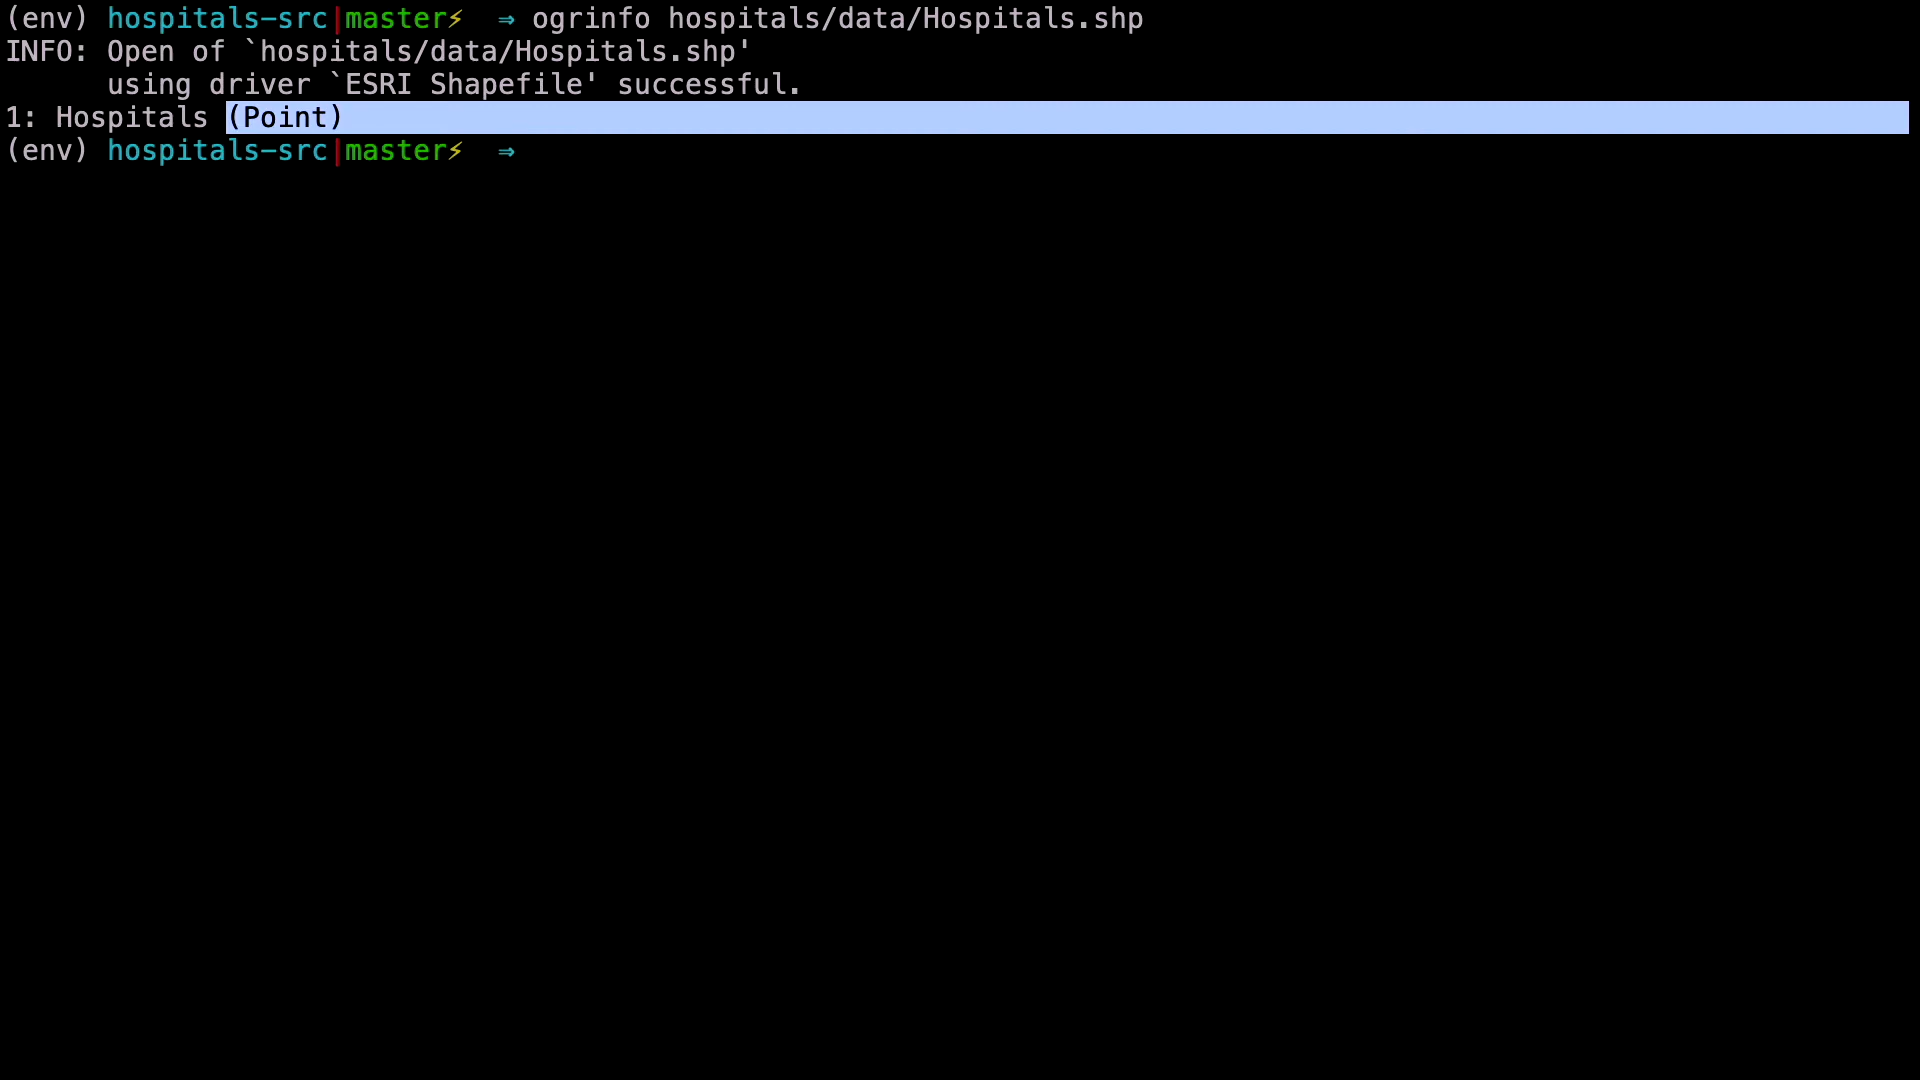 (env) hospitals-src|master⚡ ⇒ ogrinfo hospitals/data/Hospitals.shp
INFO: Open of `hospitals/data/Hospitals.shp'
      using driver `ESRI Shapefile' successful.
1: Hospitals (Point)
(env) hospitals-src|master⚡ ⇒